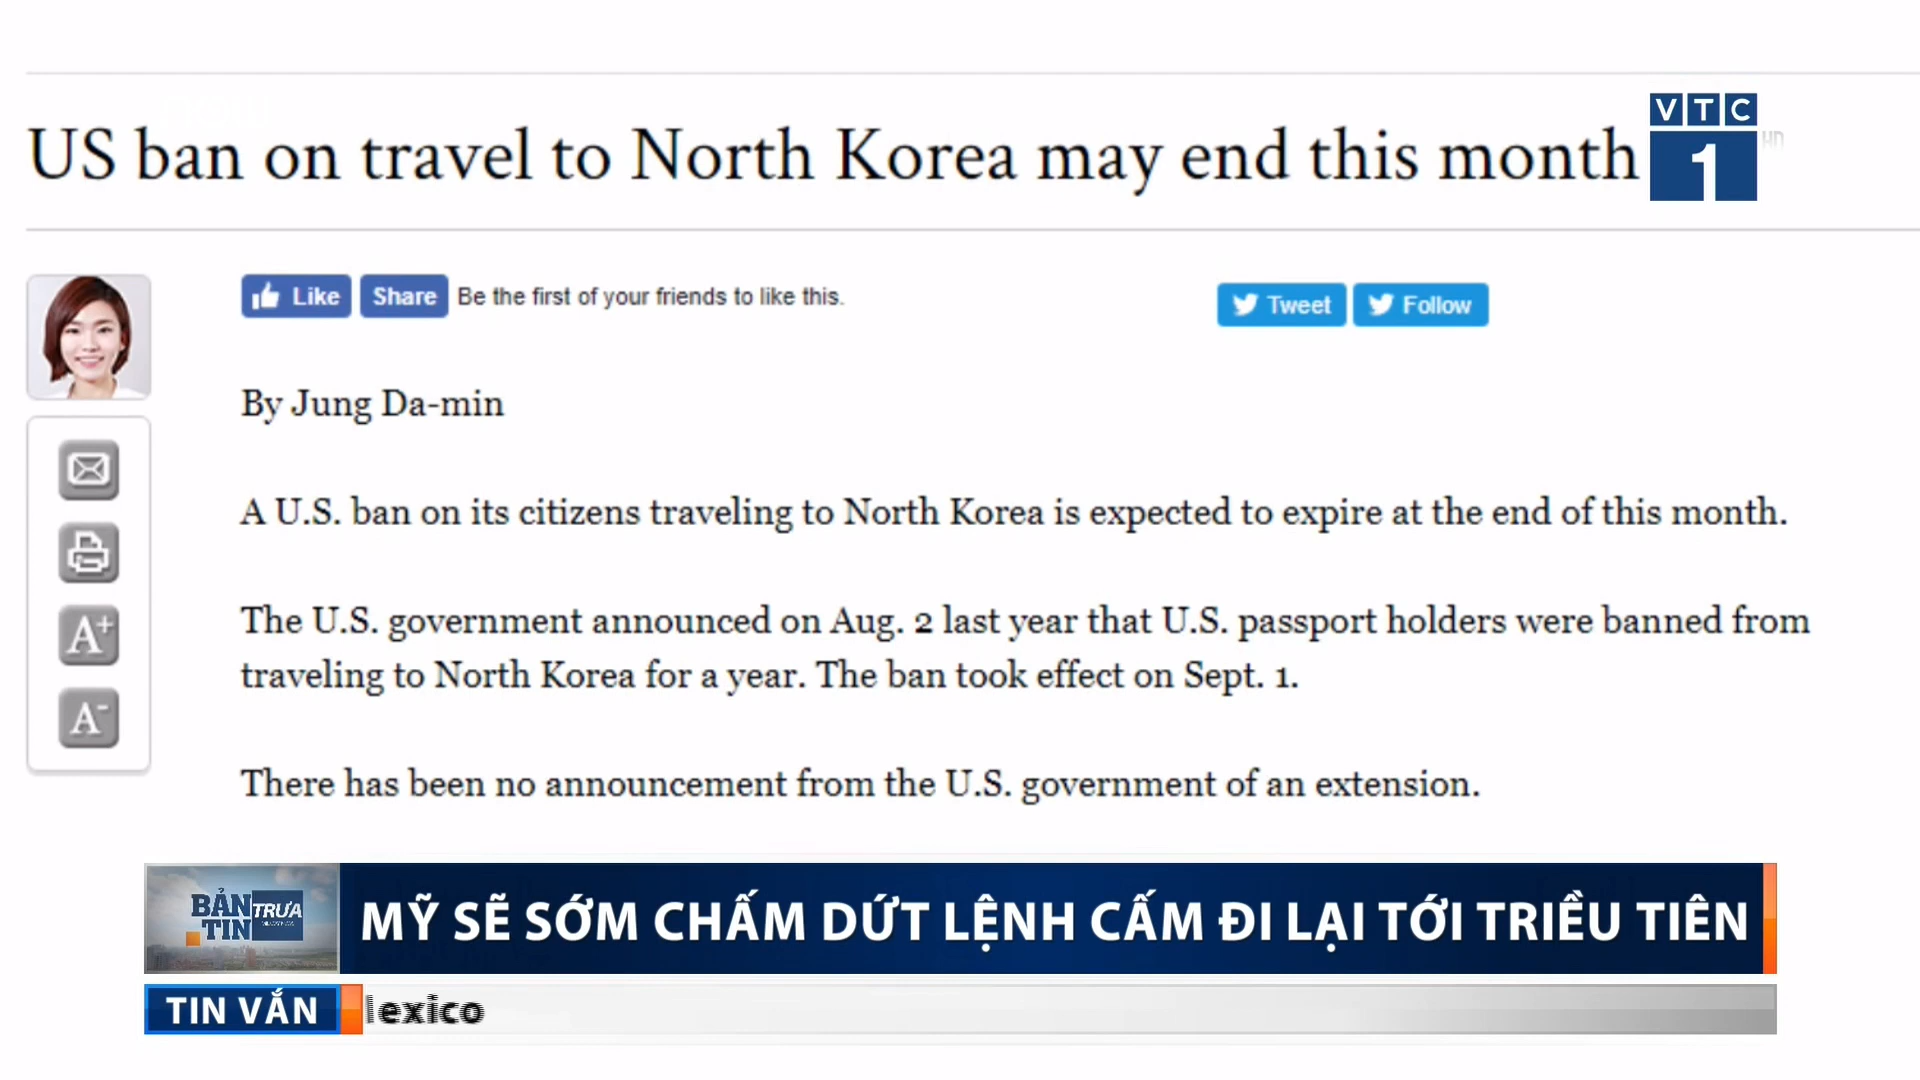 US ban on travel to North Korea may end this month
VTC
1
HD
Like Share Be the first of your friends to like this.
Tweet Follow
By Jung Da-min
A U.S. ban on its citizens traveling to North Korea is expected to expire at the end of this month.
The U.S. government announced on Aug. 2 last year that U.S. passport holders were banned from
traveling to North Korea for a year. The ban took effect on Sept. 1.
There has been no announcement from the U.S. government of an extension.
A+
A-
BẢN TIN TRƯA
MỸ SẼ SỚM CHẤM DỨT LỆNH CẤM ĐI LẠI TỚI TRIỀU TIÊN
TIN VẮN
exico